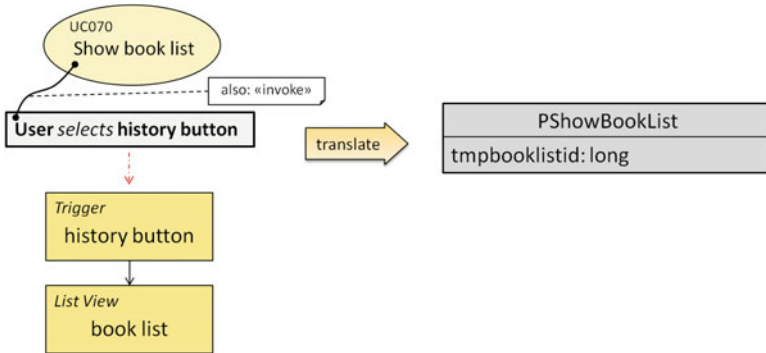 UC070
Show book list
also: «invoke»
User selects history button
translate
PShowBookList
tmpbooklistid: long
Trigger
history button
List View
book list